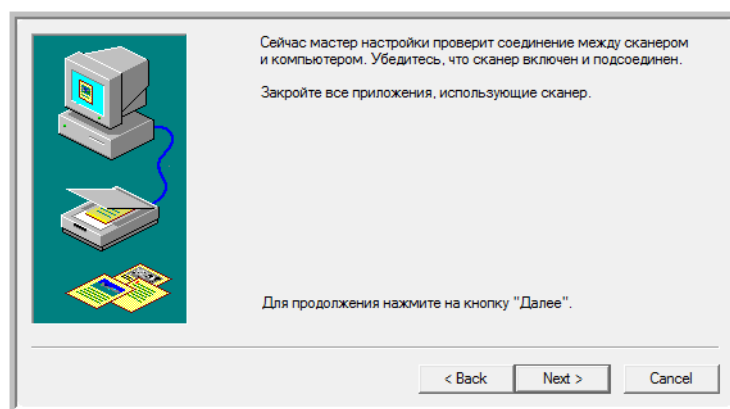 Сейчас мастер настройки проверит соединение между сканером
и компьютером. Убедитесь, что сканер включен и подсоединен.
Закройте все приложения, использующие сканер.
Для продолжения нажмите на кнопку "Далее".
< Back Next > Cancel